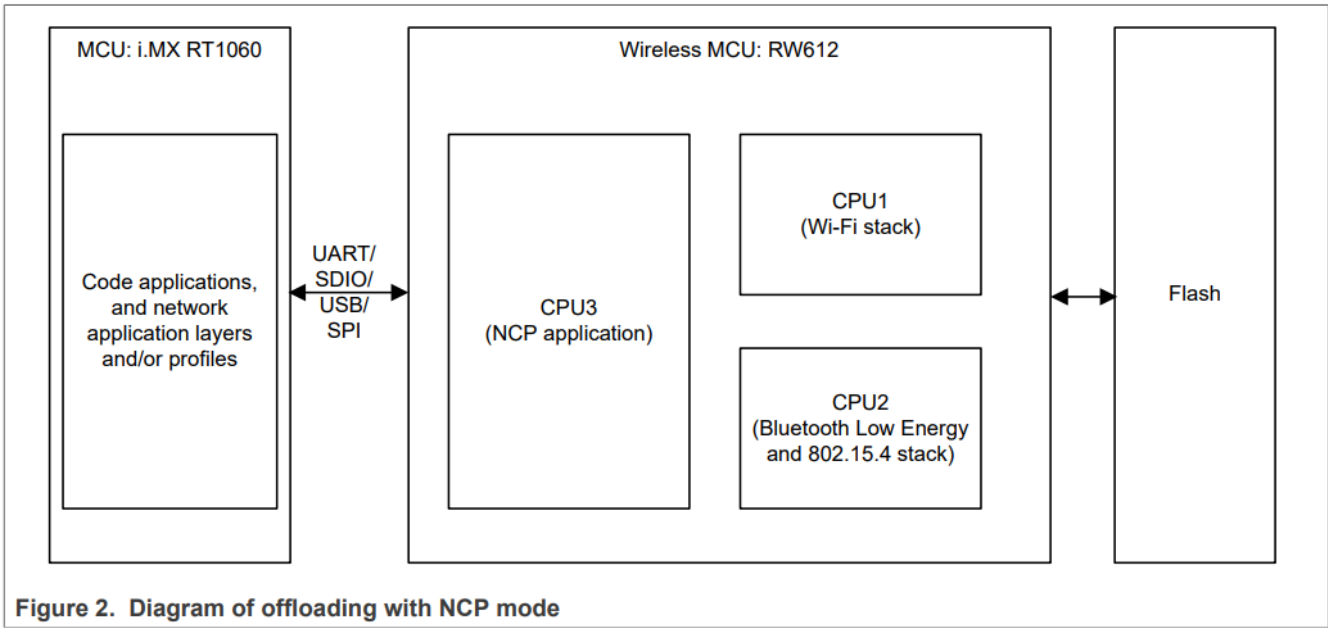 MCU: i.MX RT1060
Code applications,
and network
application layers
and/or profiles
UART/
SDIO/
USB/
SPI
Wireless MCU: RW612
CPU3
(NCP application)
CPU1
(Wi-Fi stack)
CPU2
(Bluetooth Low Energy
and 802.15.4 stack)
Flash
Figure 2. Diagram of offloading with NCP mode